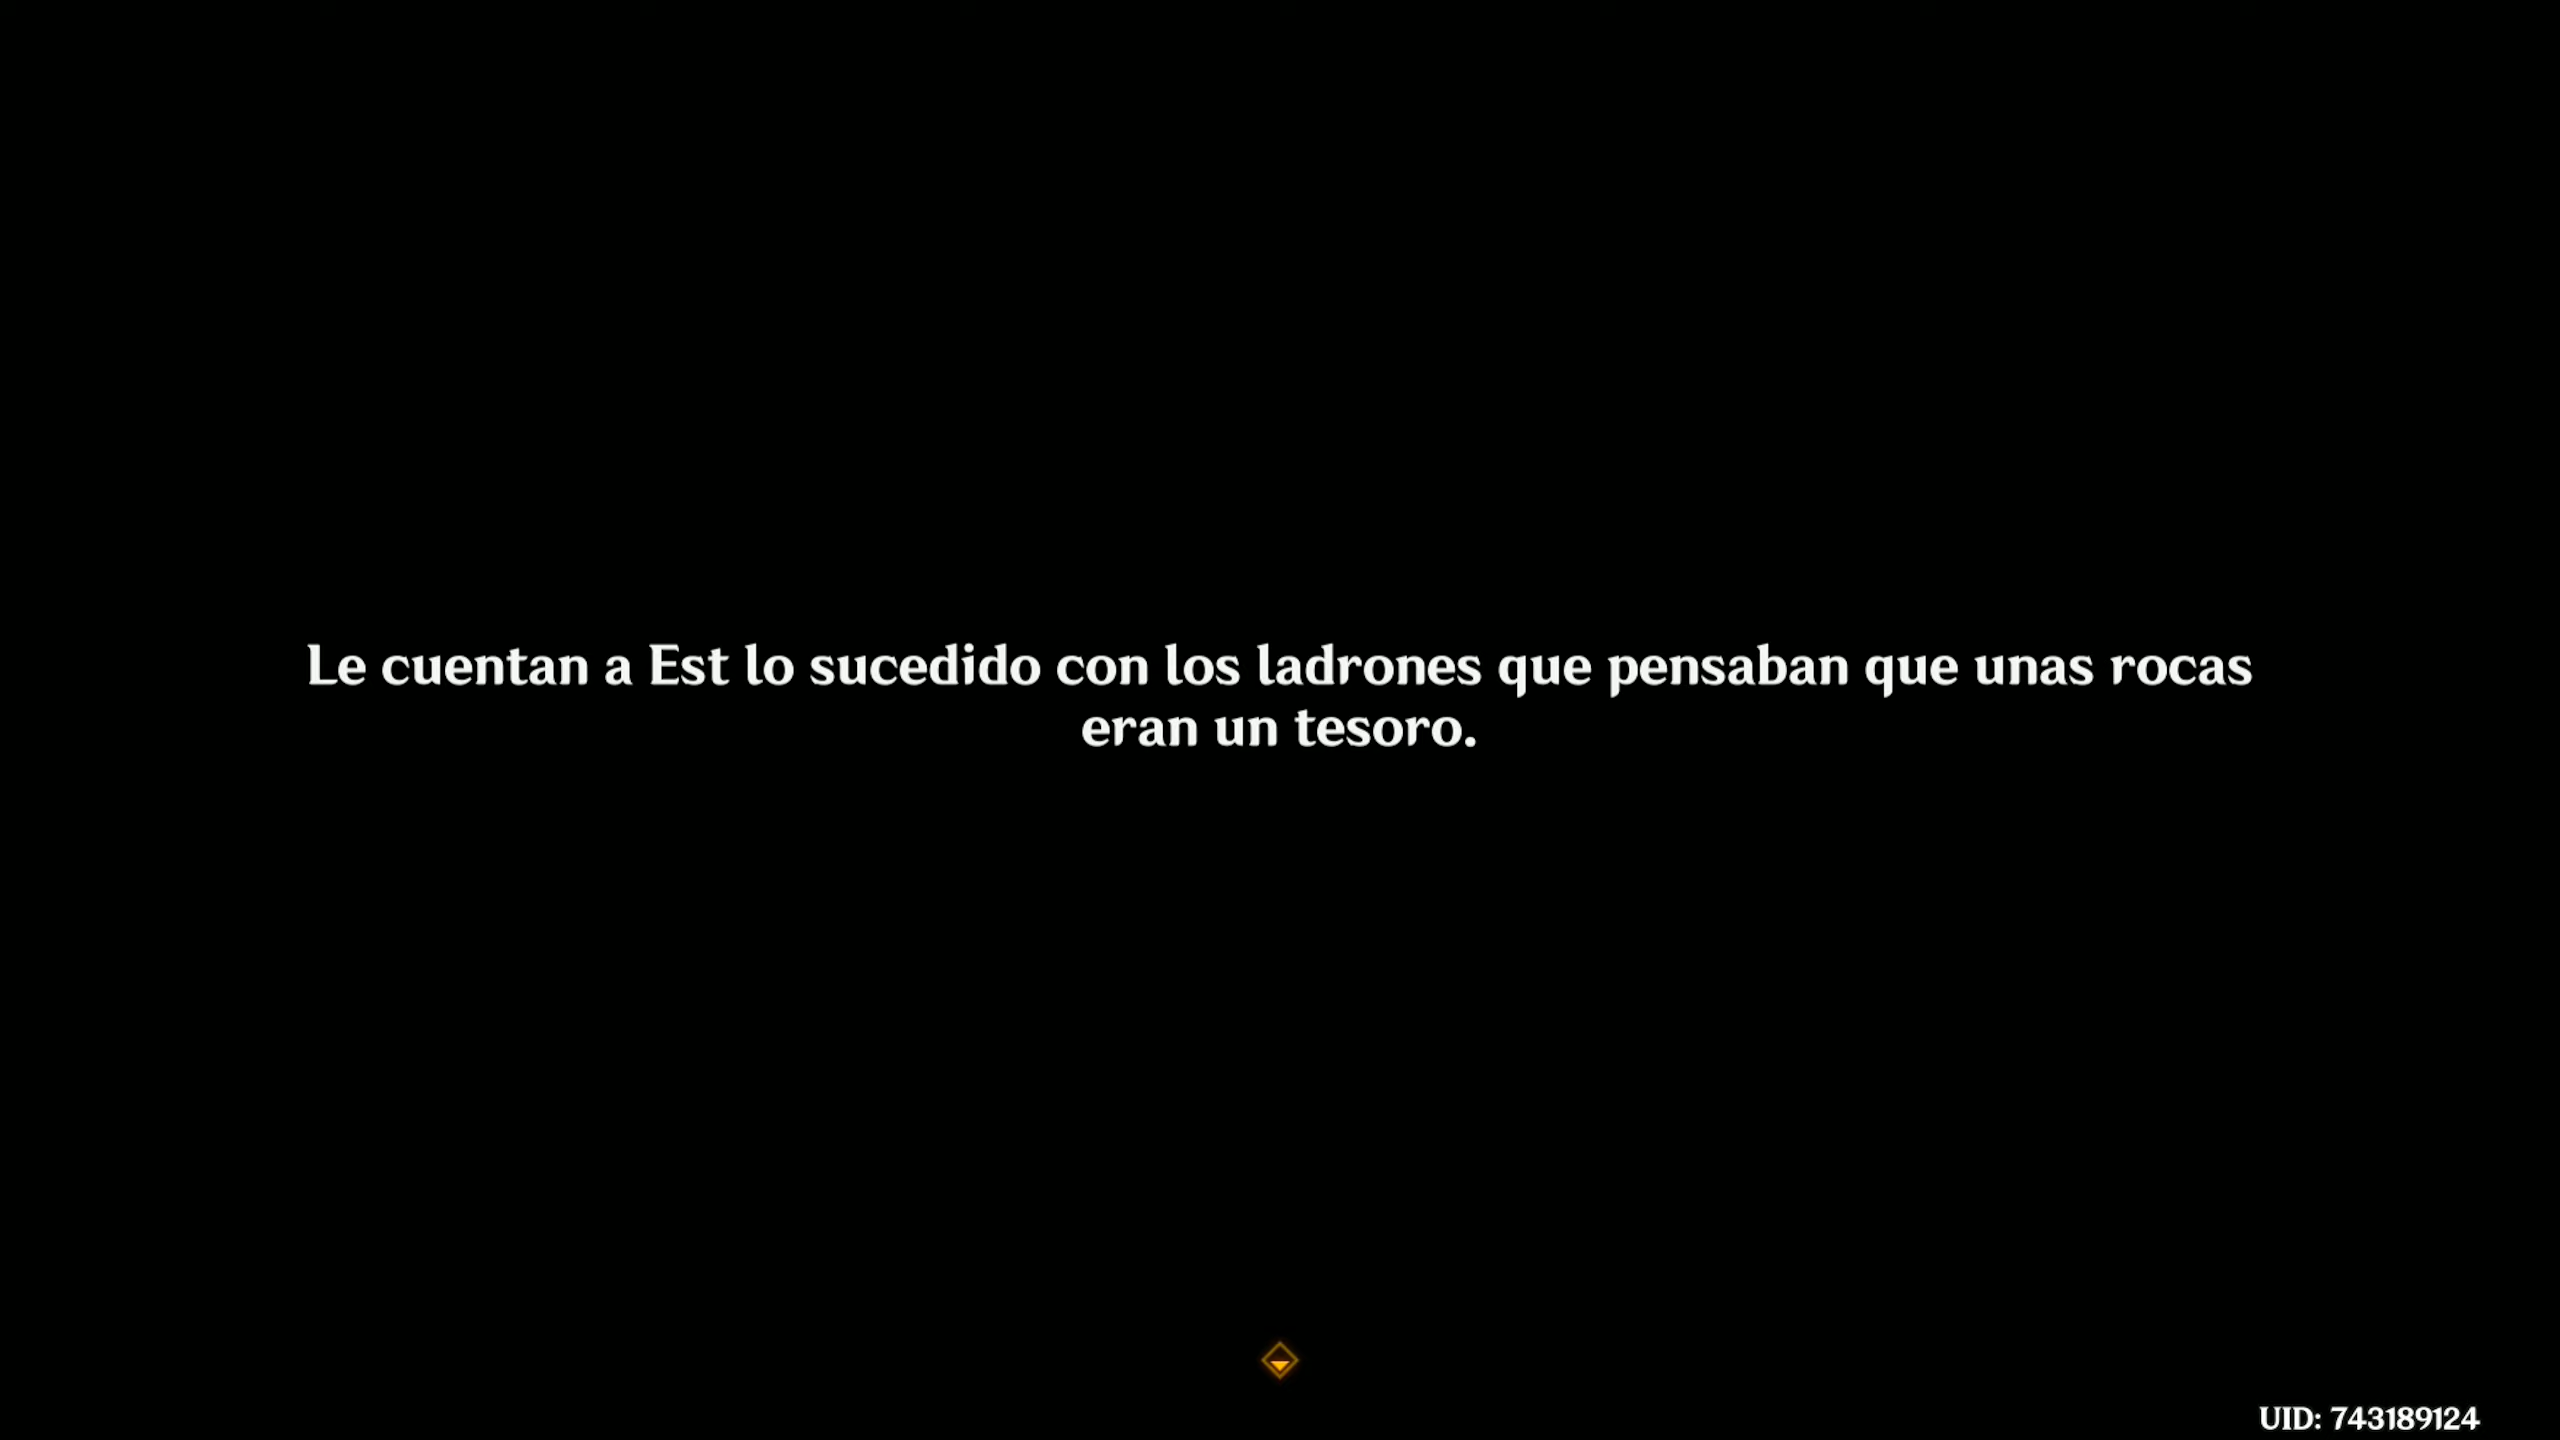 Le cuentan a Est lo sucedido con los ladrones que pensaban que unas rocas
eran un tesoro.
UID: 743189124